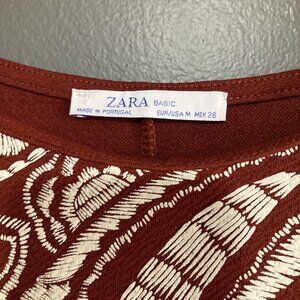 ZARA BASIC
MADE IN PORTUGAL
EUR/USA M MEX 28